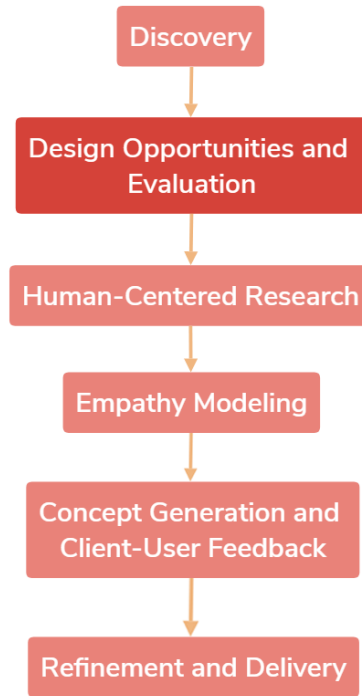 Discovery
Design Opportunities and
Evaluation
Human-Centered Research
Empathy Modeling
Concept Generation and
Client-User Feedback
Refinement and Delivery